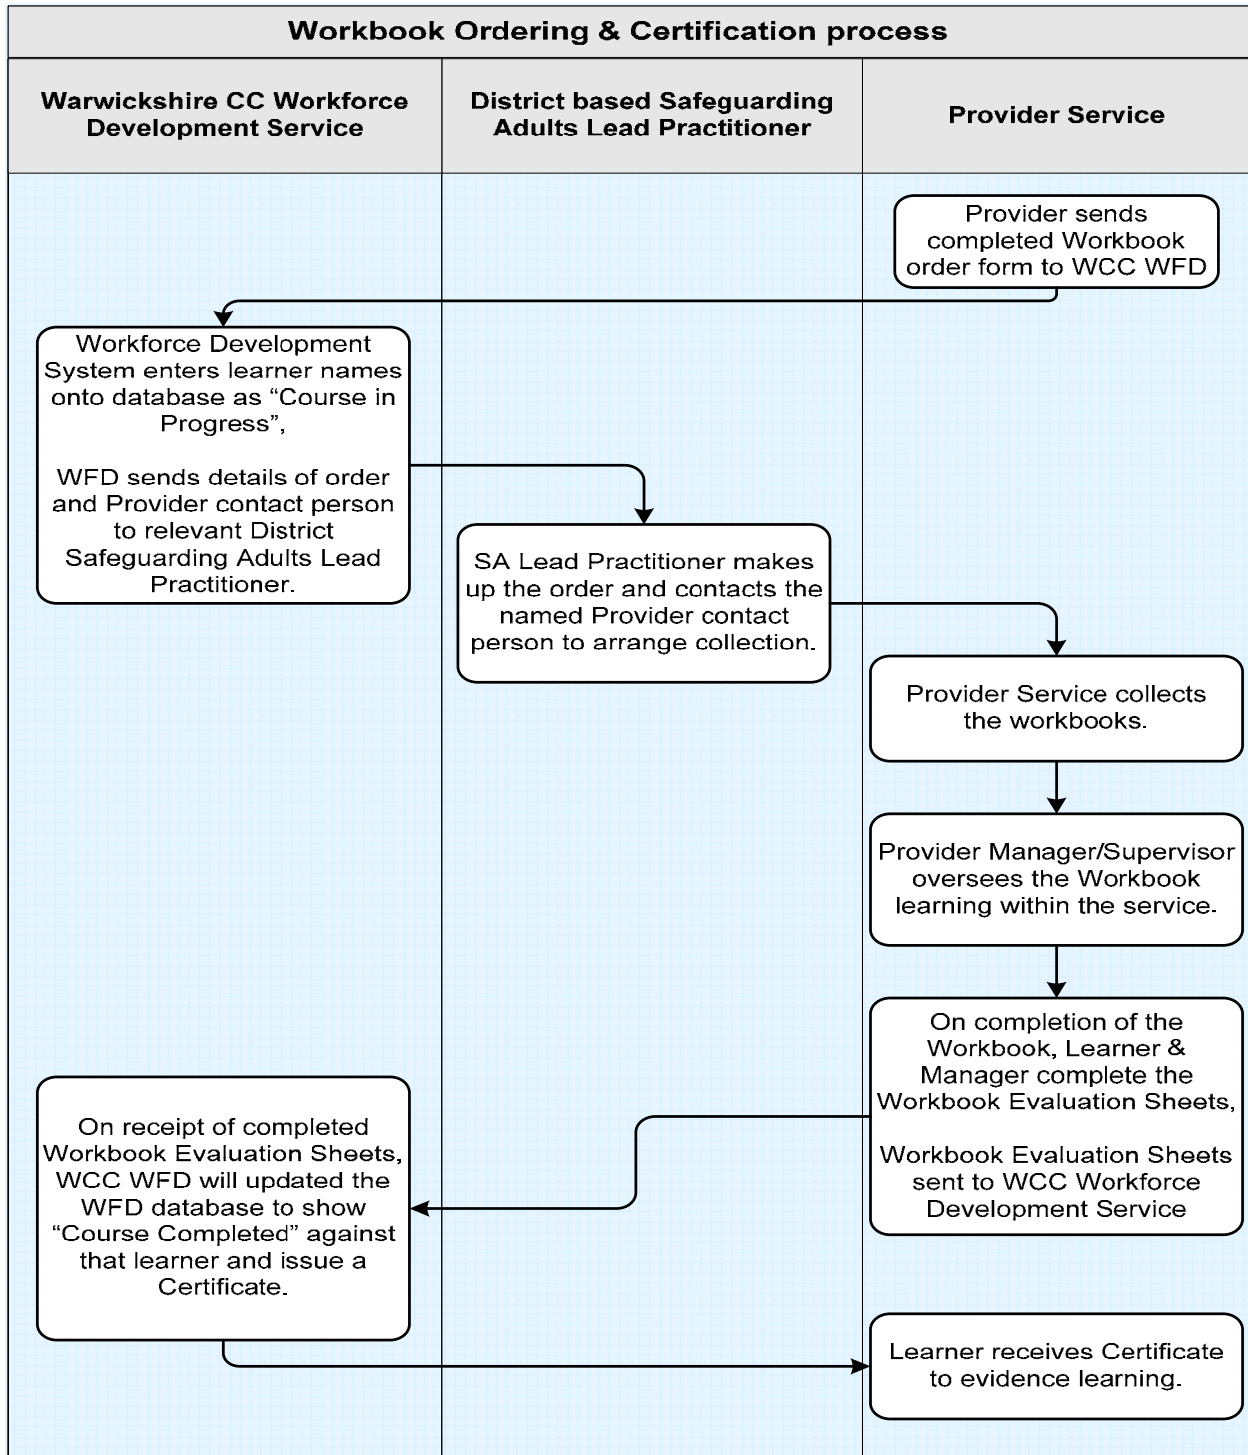 Workbook Ordering & Certification process
Warwickshire CC Workforce
Development Service
District based Safeguarding
Adults Lead Practitioner
Provider Service
Provider sends
completed Workbook
order form to WCC WFD
Workforce Development
System enters learner names
onto database as “Course in
Progress”,
WFD sends details of order
and Provider contact person
to relevant District
Safeguarding Adults Lead
Practitioner.
SA Lead Practitioner makes
up the order and contacts the
named Provider contact
person to arrange collection.
Provider Service collects
the workbooks.
Provider Manager/Supervisor
oversees the Workbook
learning within the service.
On completion of the
Workbook, Learner &
Manager complete the
Workbook Evaluation Sheets,
Workbook Evaluation Sheets
sent to WCC Workforce
Development Service
On receipt of completed
Workbook Evaluation Sheets,
WCC WFD will updated the
WFD database to show
“Course Completed” against
that learner and issue a
Certificate.
Learner receives Certificate
to evidence learning.